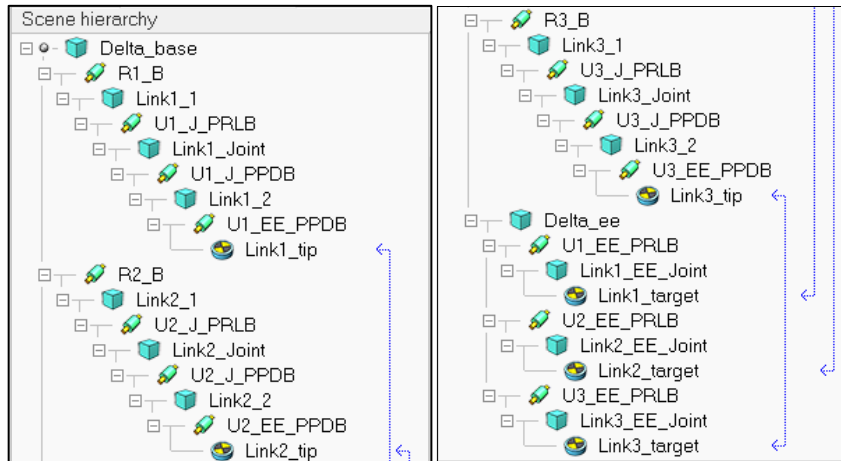 Scene hierarchy
Delta_base
R1_B
Link1_1
U1_J_PRLB
Link1_Joint
U1_J_PPDB
Link1_2
U1_EE_PPDB
Link1_tip
R2_B
Link2_1
U2_J_PRLB
Link2_Joint
U2_J_PPDB
Link2_2
U2_EE_PPDB
Link2_tip
R3_B
Link3_1
U3_J_PRLB
Link3_Joint
U3_J_PPDB
Link3_2
U3_EE_PPDB
Link3_tip
Delta_ee
U1_EE_PRLB
Link1_EE_Joint
Link1_target
U2_EE_PRLB
Link2_EE_Joint
Link2_target
U3_EE_PRLB
Link3_EE_Joint
Link3_target